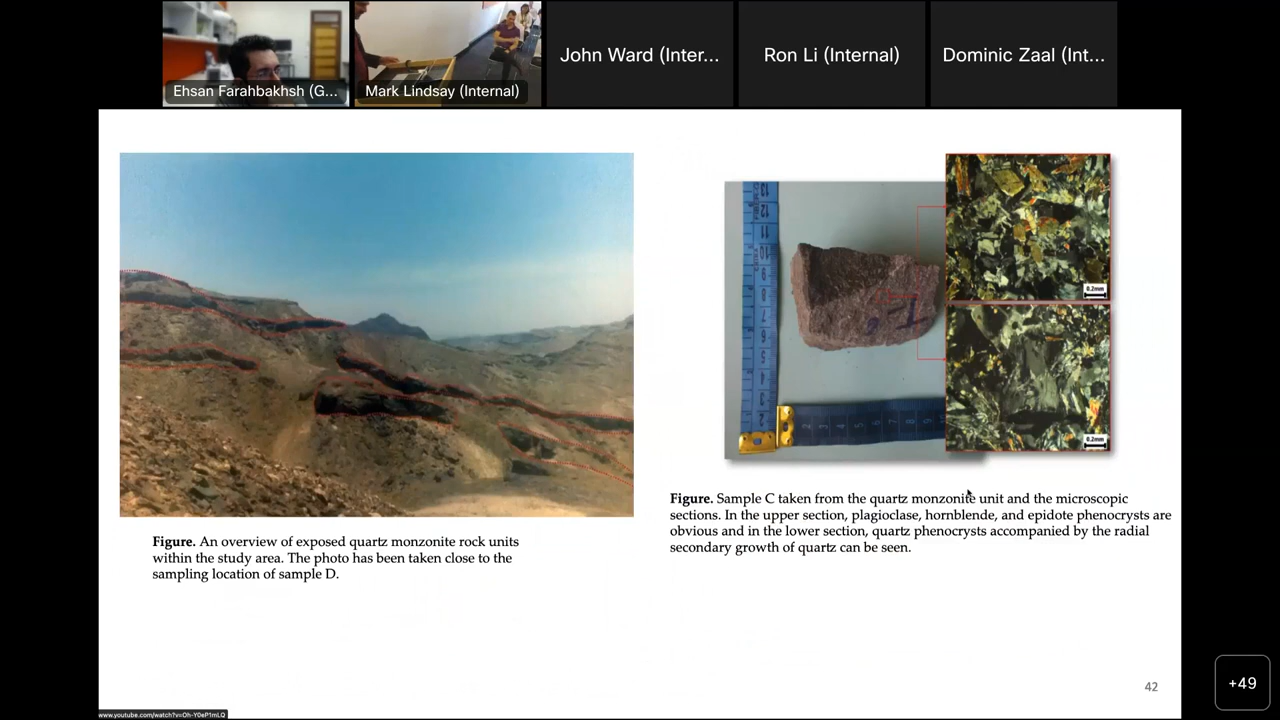 Ehsan Farahbakhsh (G...
Mark Lindsay (Internal)
John Ward (Inter...
Ron Li (Internal)
Dominic Zaal (Int...
0.2mm
0.2mm
Figure. Sample C taken from the quartz monzonite unit and the microscopic
sections. In the upper section, plagioclase, hornblende, and epidote phenocrysts are
obvious and in the lower section, quartz phenocrysts accompanied by the radial
secondary growth of quartz can be seen.
Figure. An overview of exposed quartz monzonite rock units
within the study area. The photo has been taken close to the
sampling location of sample D.
42
+49
www.youtube.com/watch?v=Oh-Y0eP1mLQ